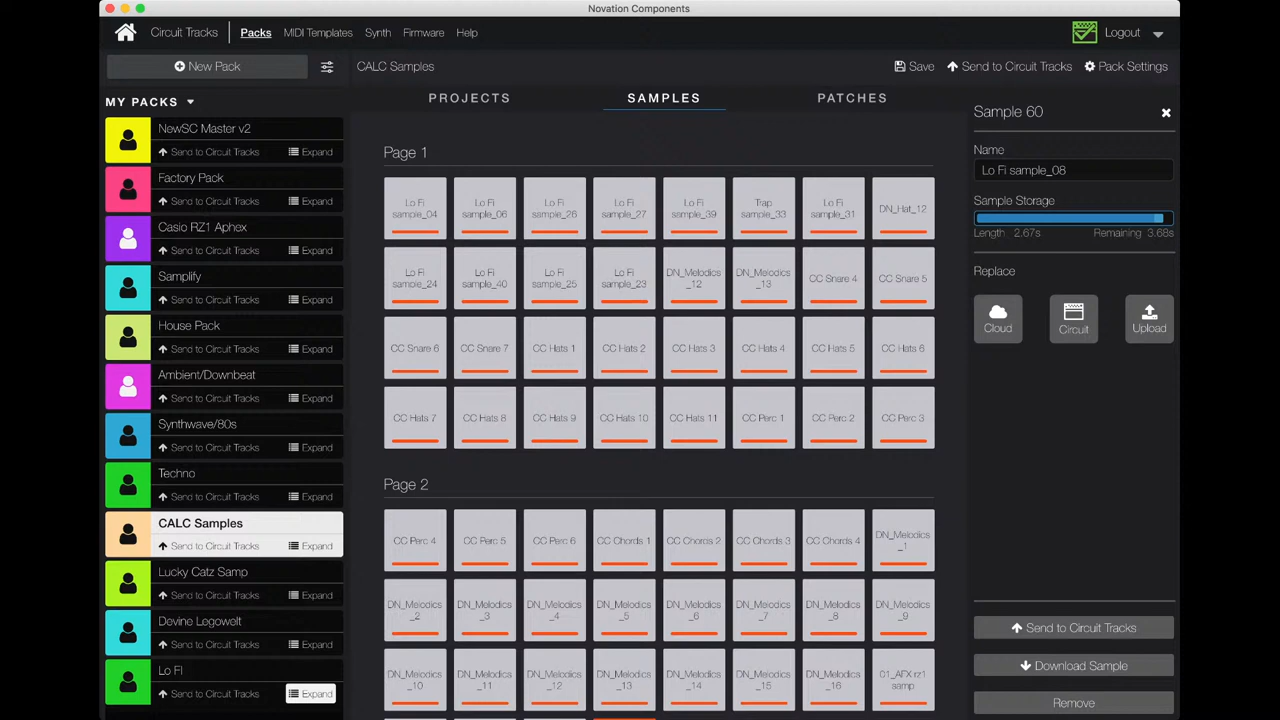 Novation Components
Circuit Tracks
Packs
MIDI Templates
Synth
Firmware
Help
Logout
New Pack
CALC Samples
Save
Send to Circuit Tracks
Pack Settings
MY PACKS
NewSC Master v2
Send to Circuit Tracks
Expand
Factory Pack
Send to Circuit Tracks
Expand
Casio RZ1 Aphex
Send to Circuit Tracks
Expand
Samplify
Send to Circuit Tracks
Expand
House Pack
Send to Circuit Tracks
Expand
Ambient/Downbeat
Send to Circuit Tracks
Expand
Synthwave/80s
Send to Circuit Tracks
Expand
Techno
Send to Circuit Tracks
Expand
CALC Samples
Send to Circuit Tracks
Expand
Lucky Catz Samp
Send to Circuit Tracks
Expand
Devine Legowelt
Send to Circuit Tracks
Expand
Lo FI
Send to Circuit Tracks
Expand
PROJECTS
SAMPLES
PATCHES
Page 1
Lo Fi
sample_04
Lo Fi
sample_06
Lo Fi
sample_26
Lo Fi
sample_27
Lo Fi
sample_39
Trap
sample_33
Lo Fi
sample_31
DN_Hat_12
Lo Fi
sample_24
Lo Fi
sample_40
Lo Fi
sample_25
Lo Fi
sample_23
DN_Melodics
_12
DN_Melodics
_13
CC Snare 4
CC Snare 5
CC Snare 6
CC Snare 7
CC Hats 1
CC Hats 2
CC Hats 3
CC Hats 4
CC Hats 5
CC Hats 6
CC Hats 7
CC Hats 8
CC Hats 9
CC Hats 10
CC Hats 11
CC Perc 1
CC Perc 2
CC Perc 3
Page 2
CC Perc 4
CC Perc 5
CC Perc 6
CC Chords 1
CC Chords 2
CC Chords 3
CC Chords 4
DN_Melodics
_1
DN_Melodics
_2
DN_Melodics
_3
DN_Melodics
_4
DN_Melodics
_5
DN_Melodics
_6
DN_Melodics
_7
DN_Melodics
_8
DN_Melodics
_9
DN_Melodics
_10
DN_Melodics
_11
DN_Melodics
_12
DN_Melodics
_13
DN_Melodics
_14
DN_Melodics
_15
DN_Melodics
_16
01_AFX rz1
samp
Sample 60
Name
Lo Fi sample_08
Sample Storage
Length 2.67s
Remaining 3.68s
Replace
Cloud
Circuit
Upload
Send to Circuit Tracks
Download Sample
Remove